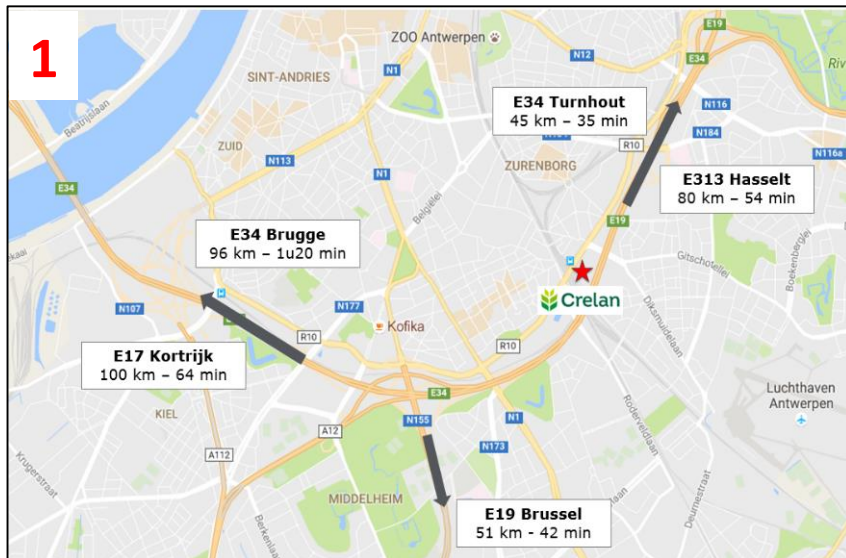 1
ZOO Antwerpen
E19
N1
N12
E34
SINT-ANDRIES
Beatrijslaan
E34 Turnhout
45 km – 35 min
N116
N184
R10
ZUID
N113
ZURENBORG
N116a
N1
E34
Belgiëlei
E313 Hasselt
80 km – 54 min
E34 Brugge
96 km – 1u20 min
E19
Gitschotellei
Boekenberglei
Crelan
N107
N177
Kofika
Diksmuidelaan
R10
R10
E17 Kortrijk
100 km – 64 min
E34
Luchthaven
Antwerpen
KIEL
N155
N1
A12
N173
Roderveldlaan
A112
Krugerstraat
MIDDELHEIM
Deurnestraat
E19 Brussel
51 km - 42 min